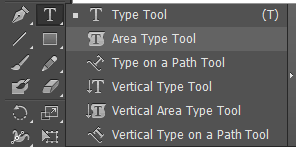 Type Tool (T)
Area Type Tool
Type on a Path Tool
Vertical Type Tool
Vertical Area Type Tool
Vertical Type on a Path Tool